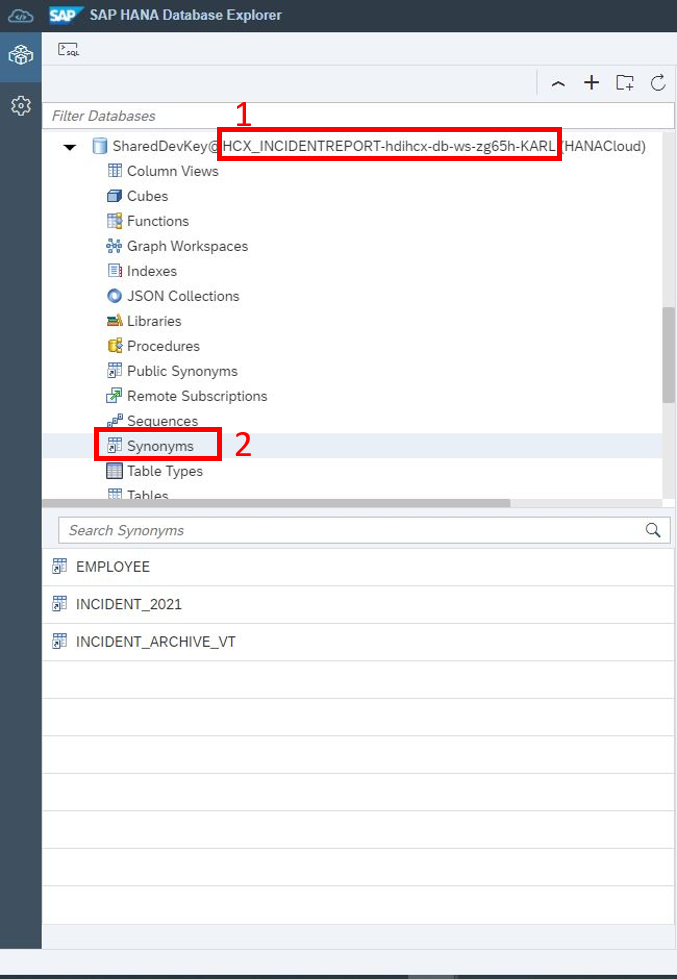 SAP SAP HANA Database Explorer
SQL
Filter Databases
1
SharedDevKey@HCX_INCIDENTREPORT-hdihcx-db-ws-zg65h-KARL (HANACloud)
Column Views
Cubes
Functions
Graph Workspaces
Indexes
JSON Collections
Libraries
Procedures
Public Synonyms
Remote Subscriptions
Sequences
Synonyms 2
Table Types
Tables
Search Synonyms
EMPLOYEE
INCIDENT_2021
INCIDENT_ARCHIVE_VT